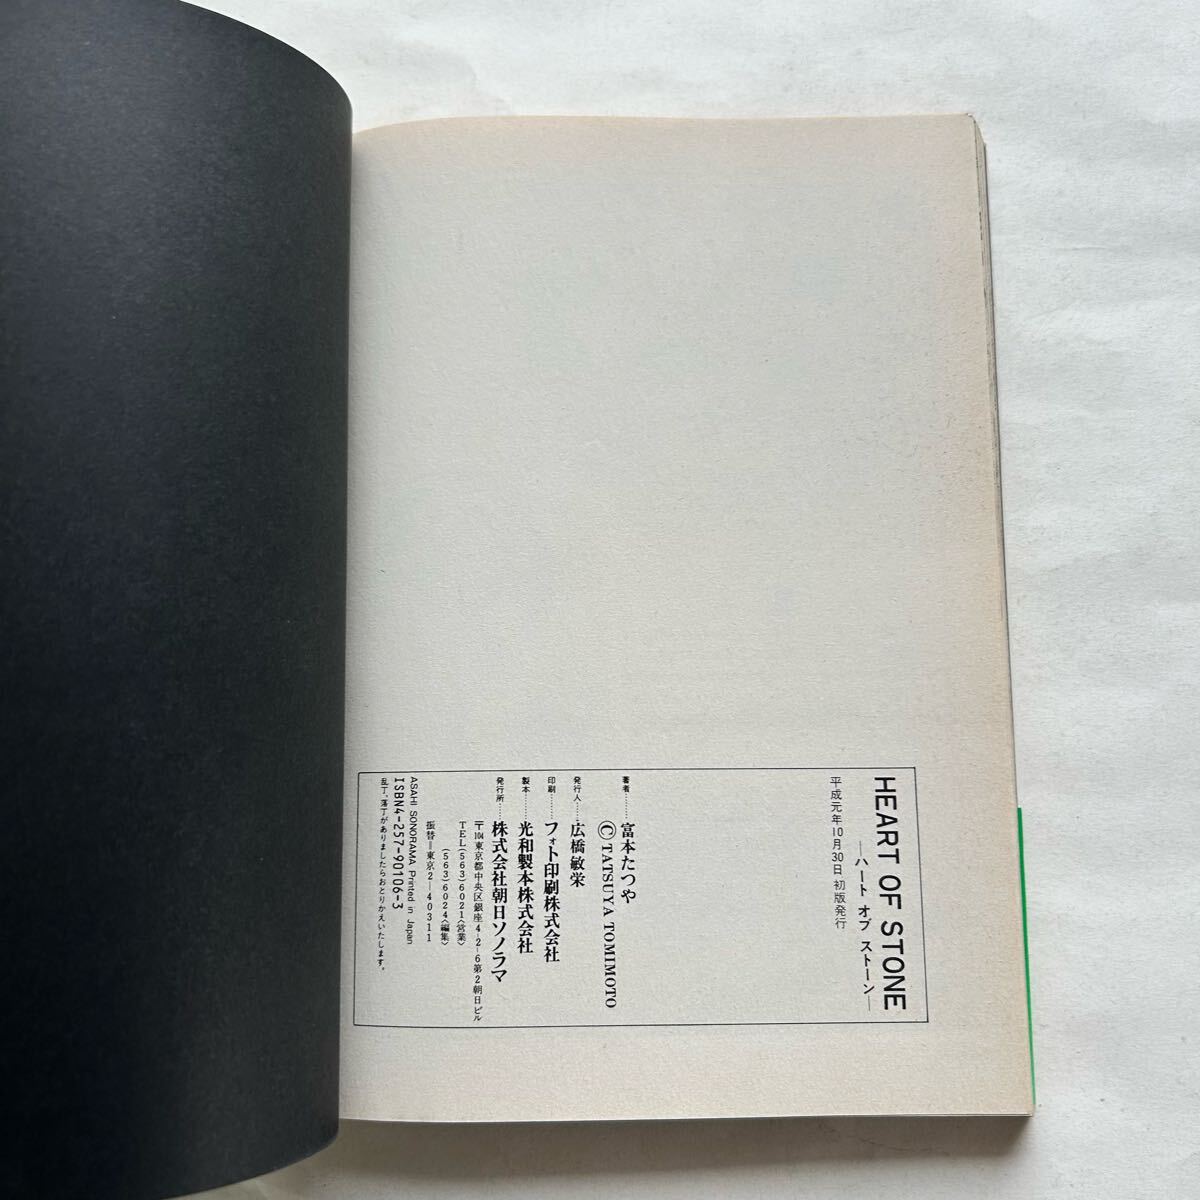 HEART OF STONE
―ハート オブ ストーン―
平成元年10月30日 初版発行
著者……富本たつや
©TATSUYA TOMIMOTO
発行人……広橋敏栄
印刷……フォト印刷株式会社
製本……光和製本株式会社
発行所……株式会社朝日ソノラマ
〒104東京都中央区銀座4-2-6第2朝日ビル
TEL(563)6021〈営業〉
(563)6024〈編集〉
振替=東京2-40311
ASAHI SONORAMA Printed in Japan
ISBN4-257-90106-3
乱丁、落丁がありましたらおとりかえいたします。